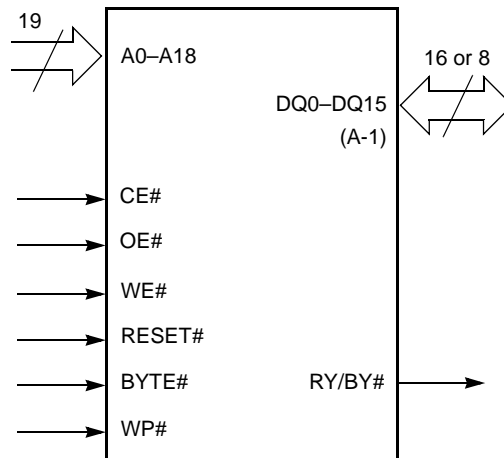 19
A0–A18
16 or 8
DQ0–DQ15
(A-1)
CE#
OE#
WE#
RESET#
BYTE#
RY/BY#
WP#